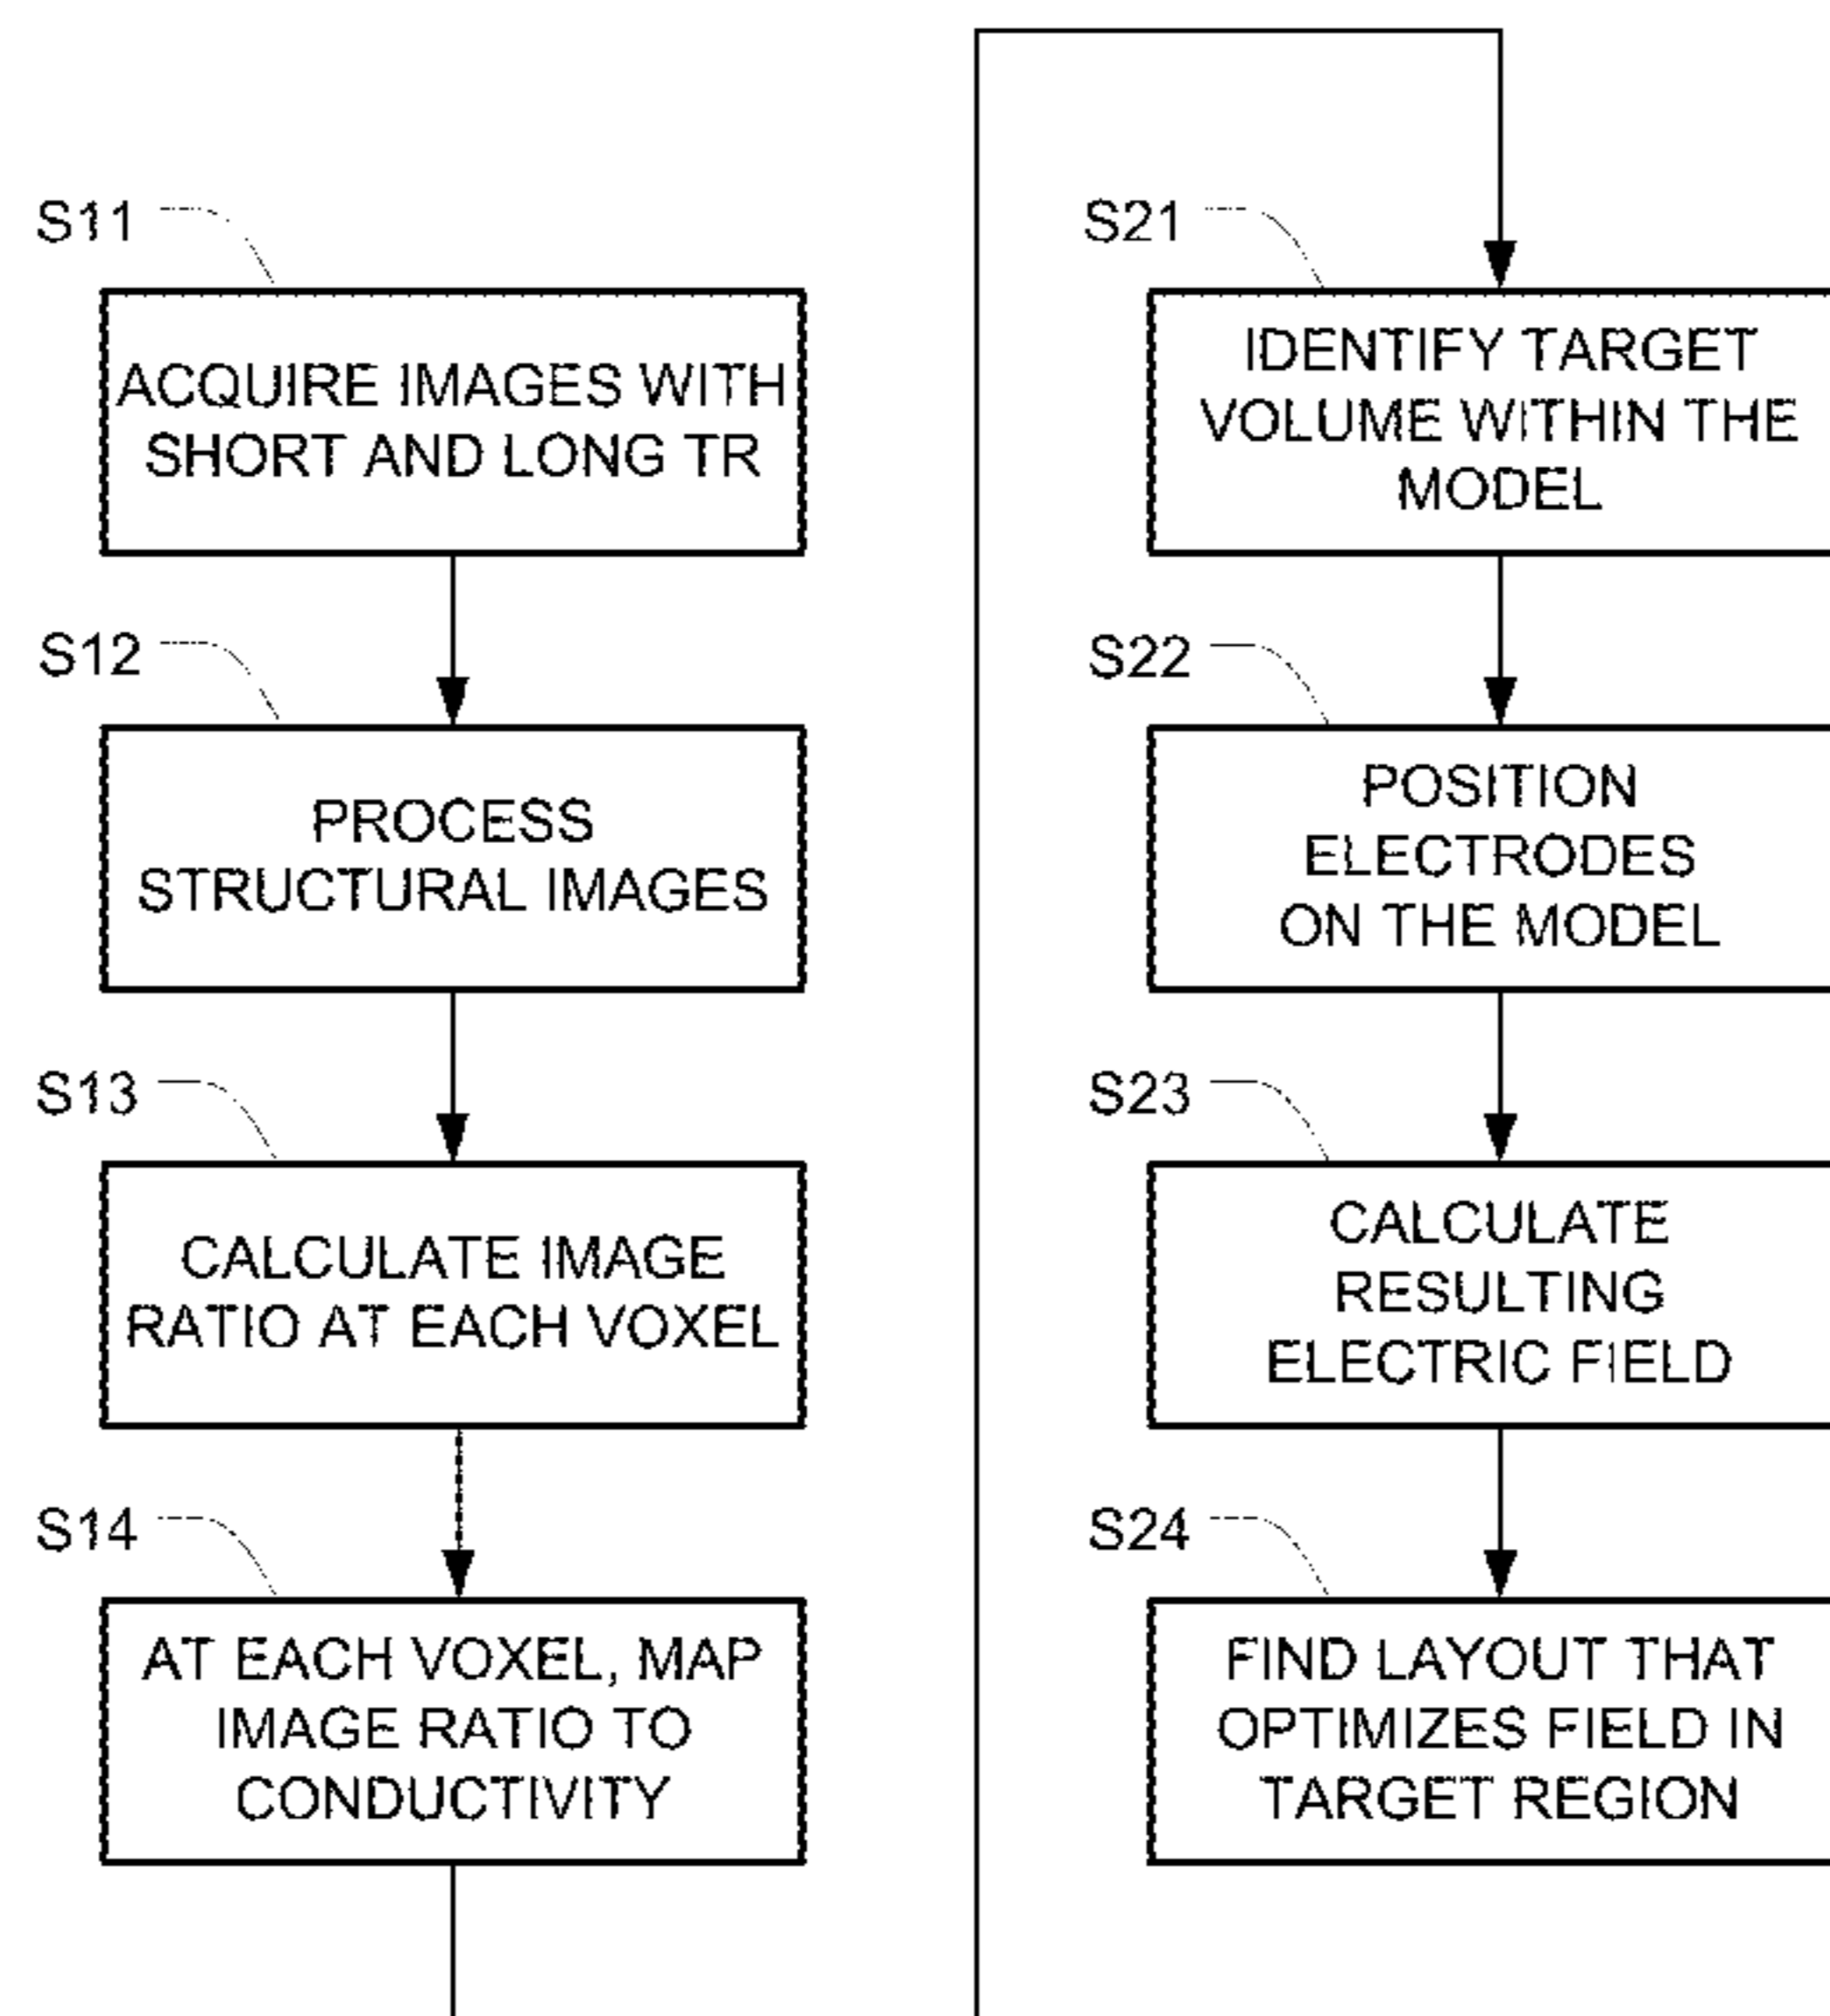 S11
ACQUIRE IMAGES WITH
SHORT AND LONG TR
S12
PROCESS
STRUCTURAL IMAGES
S13
CALCULATE IMAGE
RATIO AT EACH VOXEL
S14
AT EACH VOXEL, MAP
IMAGE RATIO TO
CONDUCTIVITY
S21
IDENTIFY TARGET
VOLUME WITHIN THE
MODEL
S22
POSITION
ELECTRODES
ON THE MODEL
S23
CALCULATE
RESULTING
ELECTRIC FIELD
S24
FIND LAYOUT THAT
OPTIMIZES FIELD IN
TARGET REGION